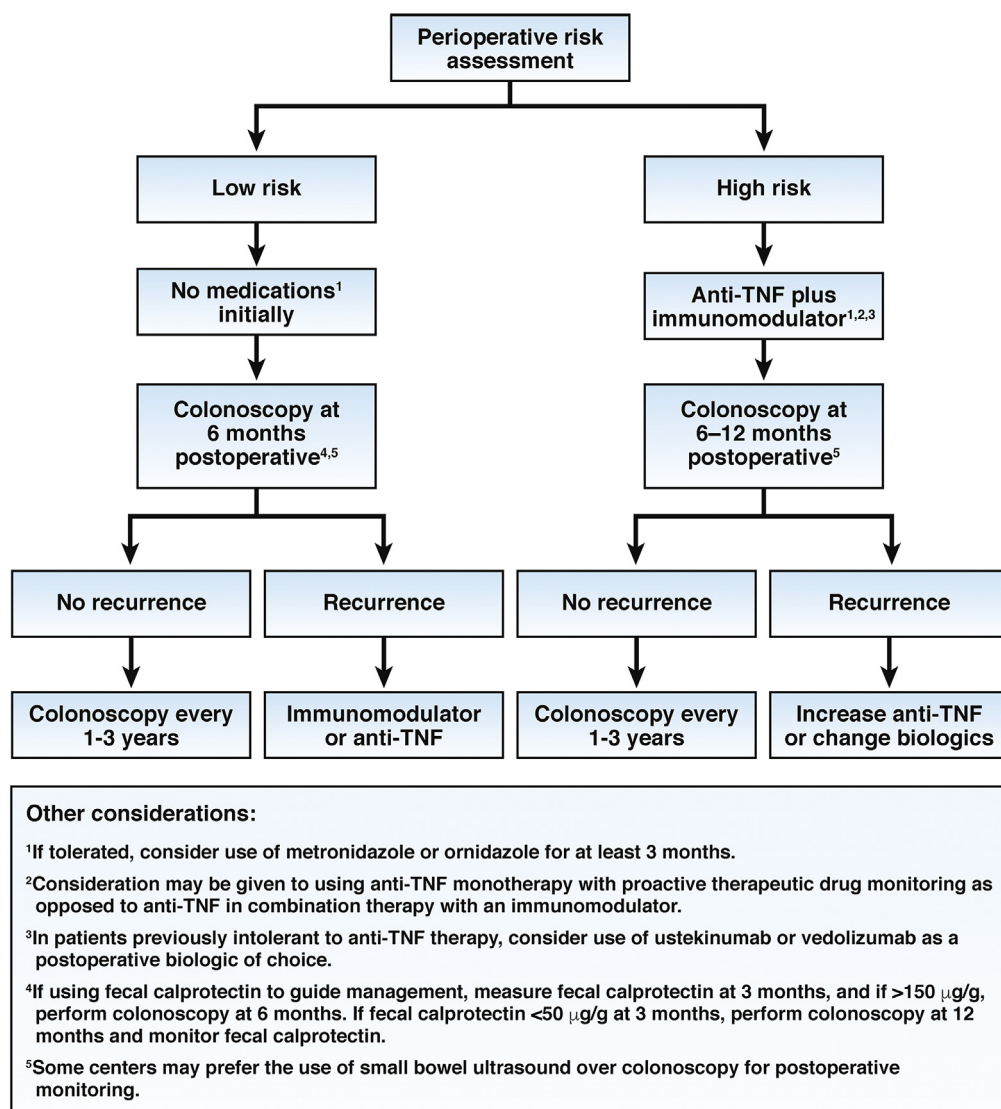 Perioperative risk
assessment
Low risk
High risk
No medications¹
initially
Anti-TNF plus
immunomodulator¹,²,³
Colonoscopy at
6 months
postoperative⁴,⁵
Colonoscopy at
6–12 months
postoperative⁵
No recurrence
Recurrence
No recurrence
Recurrence
Colonoscopy every
1-3 years
Immunomodulator
or anti-TNF
Colonoscopy every
1-3 years
Increase anti-TNF
or change biologics
Other considerations:
¹If tolerated, consider use of metronidazole or ornidazole for at least 3 months.
²Consideration may be given to using anti-TNF monotherapy with proactive therapeutic drug monitoring as
opposed to anti-TNF in combination therapy with an immunomodulator.
³In patients previously intolerant to anti-TNF therapy, consider use of ustekinumab or vedolizumab as a
postoperative biologic of choice.
⁴If using fecal calprotectin to guide management, measure fecal calprotectin at 3 months, and if >150 μg/g,
perform colonoscopy at 6 months. If fecal calprotectin <50 μg/g at 3 months, perform colonoscopy at 12
months and monitor fecal calprotectin.
⁵Some centers may prefer the use of small bowel ultrasound over colonoscopy for postoperative
monitoring.